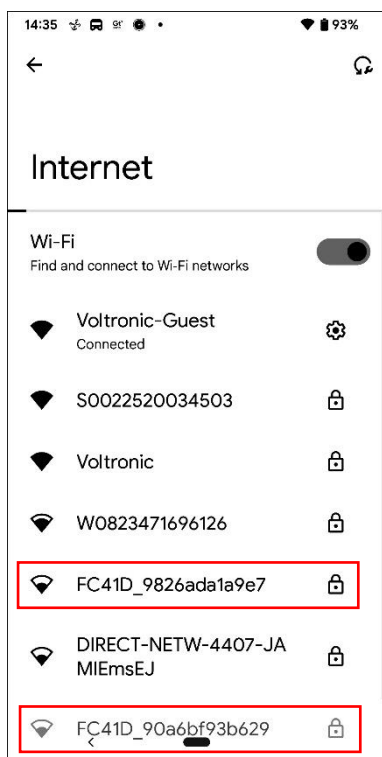 14:35 93%
Internet
Wi-Fi
Find and connect to Wi-Fi networks
Voltronic-Guest
Connected
S0022520034503
Voltronic
W0823471696126
FC41D_9826ada1a9e7
DIRECT-NETW-4407-JA
MIEmsEJ
FC41D_90a6bf93b629